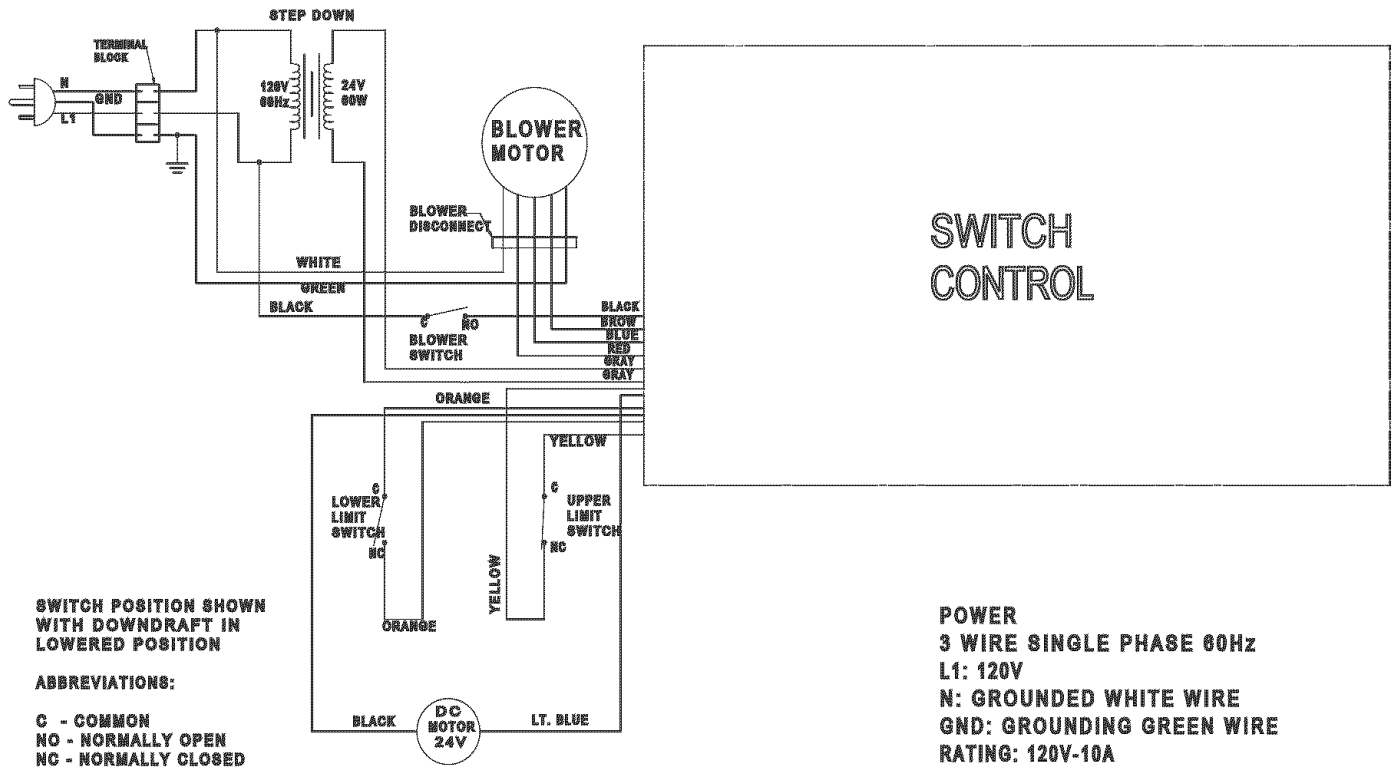 STEP DOWN
TERMINAL
BLOCK
N
GND
L1
120V
60Hz
24V
60W
BLOWER
MOTOR
BLOWER
DISCONNECT
WHITE
GREEN
BLACK
C
NO
BLOWER
SWITCH
BLACK
BROW
BLUE
RED
GRAY
GRAY
SWITCH
CONTROL
ORANGE
YELLOW
C
LOWER
LIMIT
SWITCH
NC
C
UPPER
LIMIT
SWITCH
NC
YELLOW
ORANGE
BLACK
DC
MOTOR
24V
LT. BLUE
SWITCH POSITION SHOWN
WITH DOWNDRAFT IN
LOWERED POSITION
ABBREVIATIONS:
C - COMMON
NO - NORMALLY OPEN
NC - NORMALLY CLOSED
POWER
3 WIRE SINGLE PHASE 60Hz
L1: 120V
N: GROUNDED WHITE WIRE
GND: GROUNDING GREEN WIRE
RATING: 120V-10A